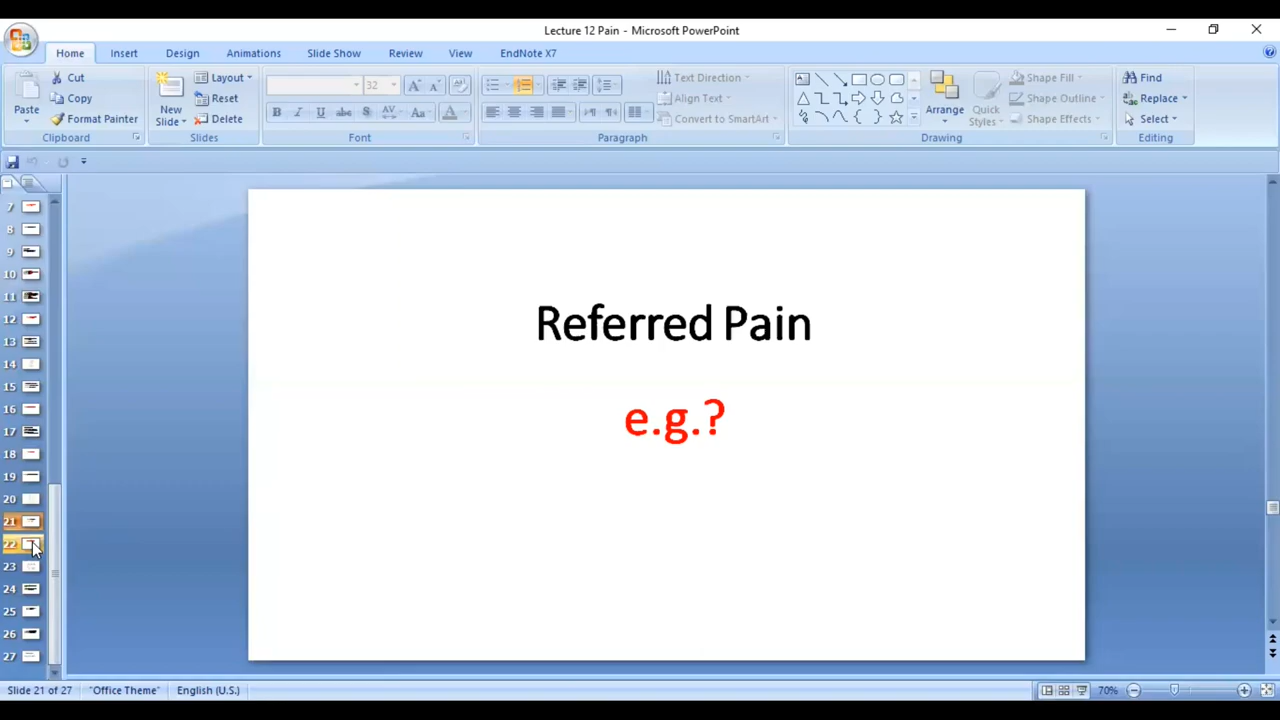 Lecture 12 Pain - Microsoft PowerPoint
Home Insert Design Animations Slide Show Review View EndNote X7
Paste
Cut
Copy
Format Painter
Clipboard
New
Slide
Layout
Reset
Delete
Slides
32
B I U abc S AV Aa A
Font
Text Direction
Align Text
Convert to SmartArt
Paragraph
Arrange
Quick
Styles
Shape Fill
Shape Outline
Shape Effects
Drawing
Find
Replace
Select
Editing
7
8
9
10
11
12
13
14
15
16
17
18
19
20
21
22
23
24
25
26
27
Referred Pain
e.g.?
Slide 21 of 27 "Office Theme" English (U.S.) 70%